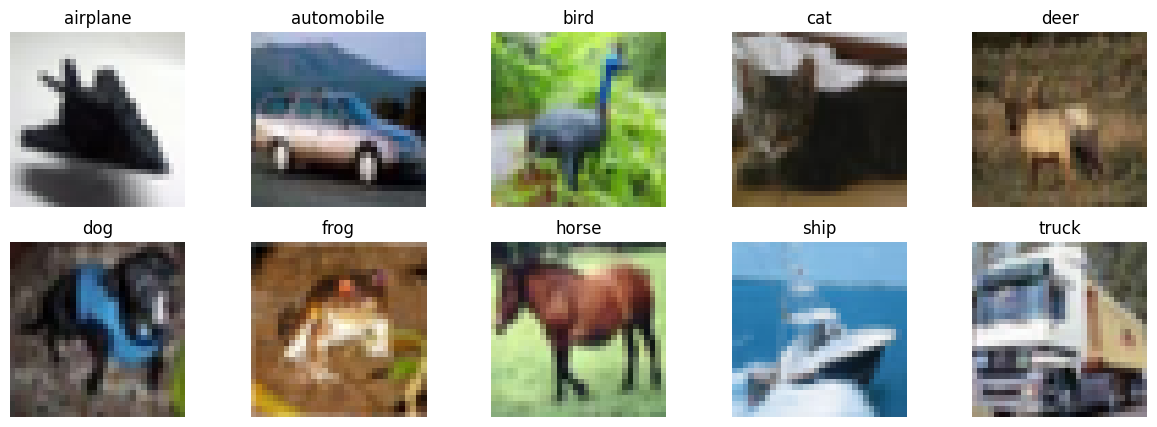 airplane automobile bird cat deer
dog frog horse ship truck